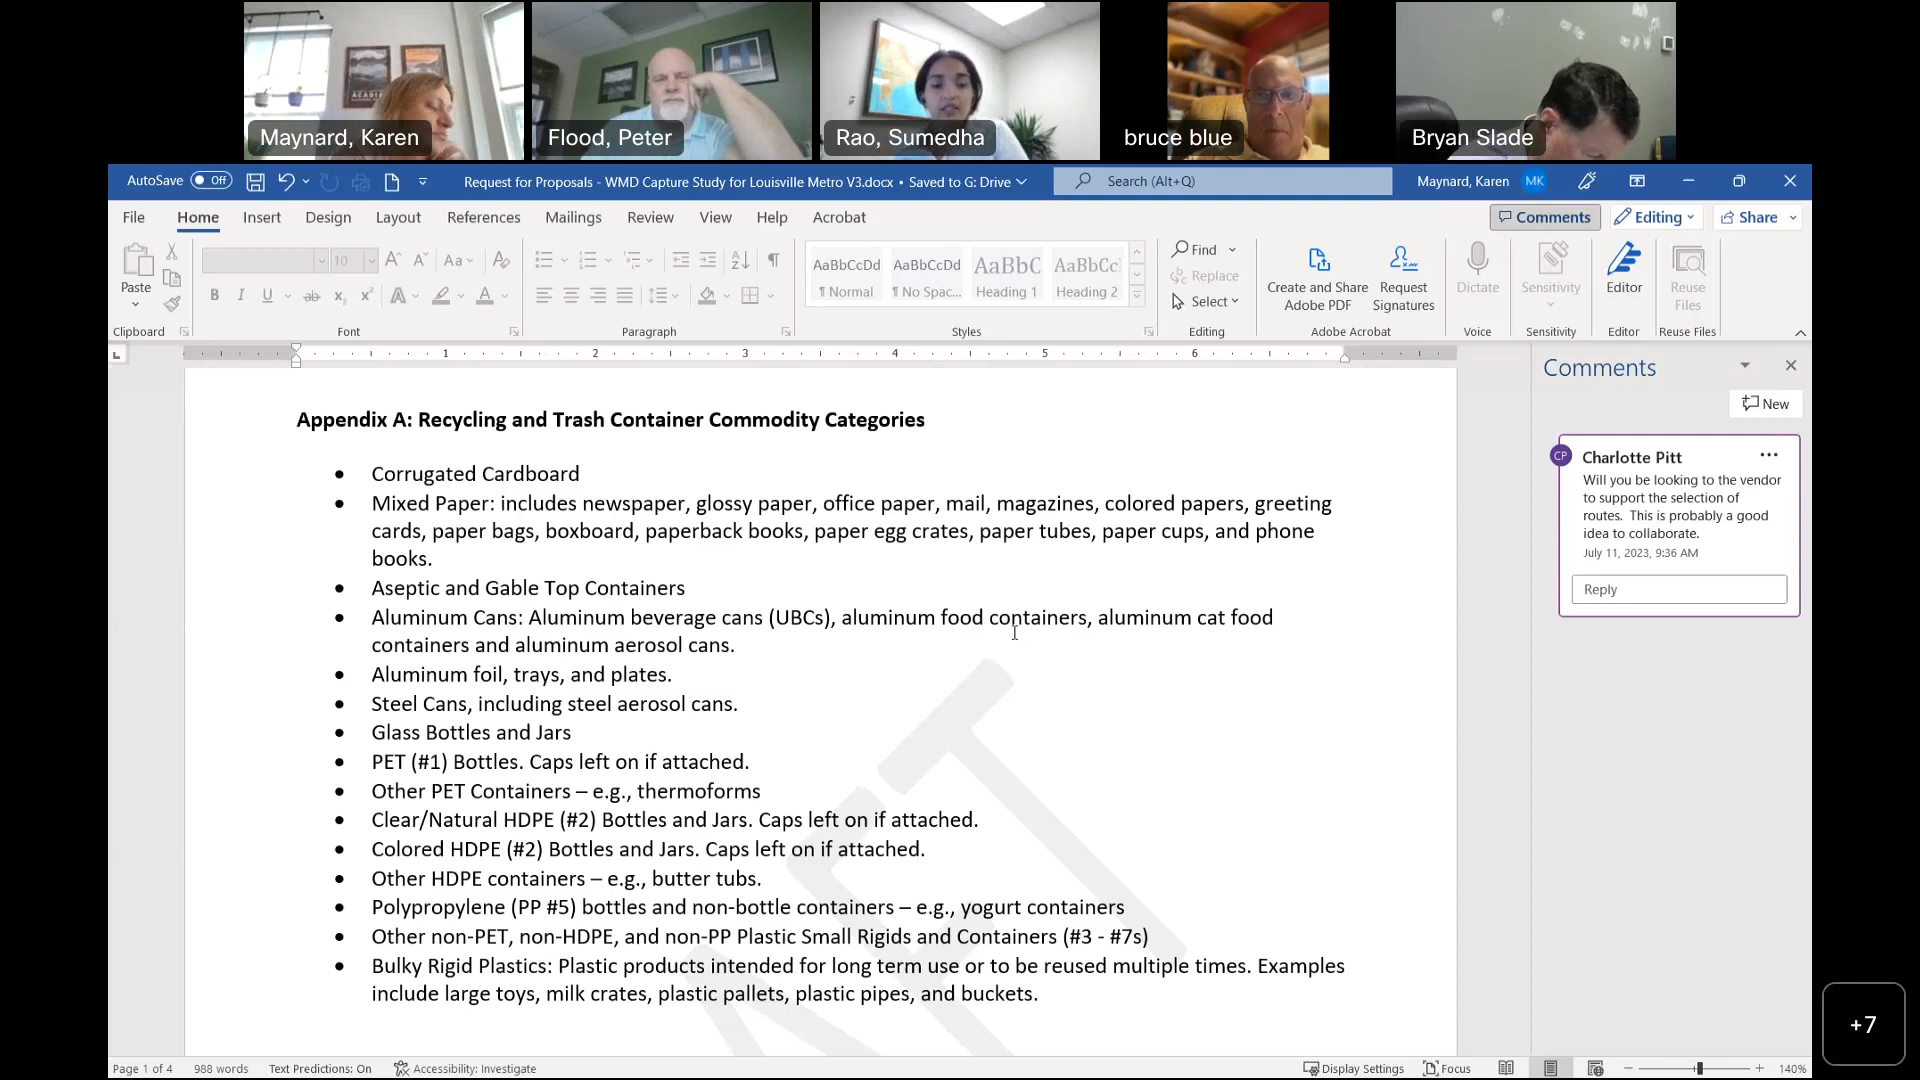 Maynard, Karen
Flood, Peter
Rao, Sumedha
bruce blue
Bryan Slade
AutoSave Off
Request for Proposals - WMD Capture Study for Louisville Metro V3.docx • Saved to G: Drive
Search (Alt+Q)
Maynard, Karen MK
File Home Insert Design Layout References Mailings Review View Help Acrobat
Comments Editing Share
Paste
10
Aa
B I U ab x₂ x² A A
AaBbCcDd AaBbCcDd AaBbC AaBbCc
¶ Normal ¶ No Spac... Heading 1 Heading 2
Find
Replace
Select
Create and Share
Adobe PDF
Request
Signatures
Dictate
Sensitivity
Editor
Reuse
Files
Clipboard Font Paragraph Styles Editing Adobe Acrobat Voice Sensitivity Editor Reuse Files
1 2 3 4 5 6
Appendix A: Recycling and Trash Container Commodity Categories
• Corrugated Cardboard
• Mixed Paper: includes newspaper, glossy paper, office paper, mail, magazines, colored papers, greeting
cards, paper bags, boxboard, paperback books, paper egg crates, paper tubes, paper cups, and phone
books.
• Aseptic and Gable Top Containers
• Aluminum Cans: Aluminum beverage cans (UBCs), aluminum food containers, aluminum cat food
containers and aluminum aerosol cans.
• Aluminum foil, trays, and plates.
• Steel Cans, including steel aerosol cans.
• Glass Bottles and Jars
• PET (#1) Bottles. Caps left on if attached.
• Other PET Containers – e.g., thermoforms
• Clear/Natural HDPE (#2) Bottles and Jars. Caps left on if attached.
• Colored HDPE (#2) Bottles and Jars. Caps left on if attached.
• Other HDPE containers – e.g., butter tubs.
• Polypropylene (PP #5) bottles and non-bottle containers – e.g., yogurt containers
• Other non-PET, non-HDPE, and non-PP Plastic Small Rigids and Containers (#3 - #7s)
• Bulky Rigid Plastics: Plastic products intended for long term use or to be reused multiple times. Examples
include large toys, milk crates, plastic pallets, plastic pipes, and buckets.
Comments
New
CP Charlotte Pitt
Will you be looking to the vendor
to support the selection of
routes. This is probably a good
idea to collaborate.
July 11, 2023, 9:36 AM
Reply
+7
Page 1 of 4 988 words Text Predictions: On Accessibility: Investigate
Display Settings Focus 140%